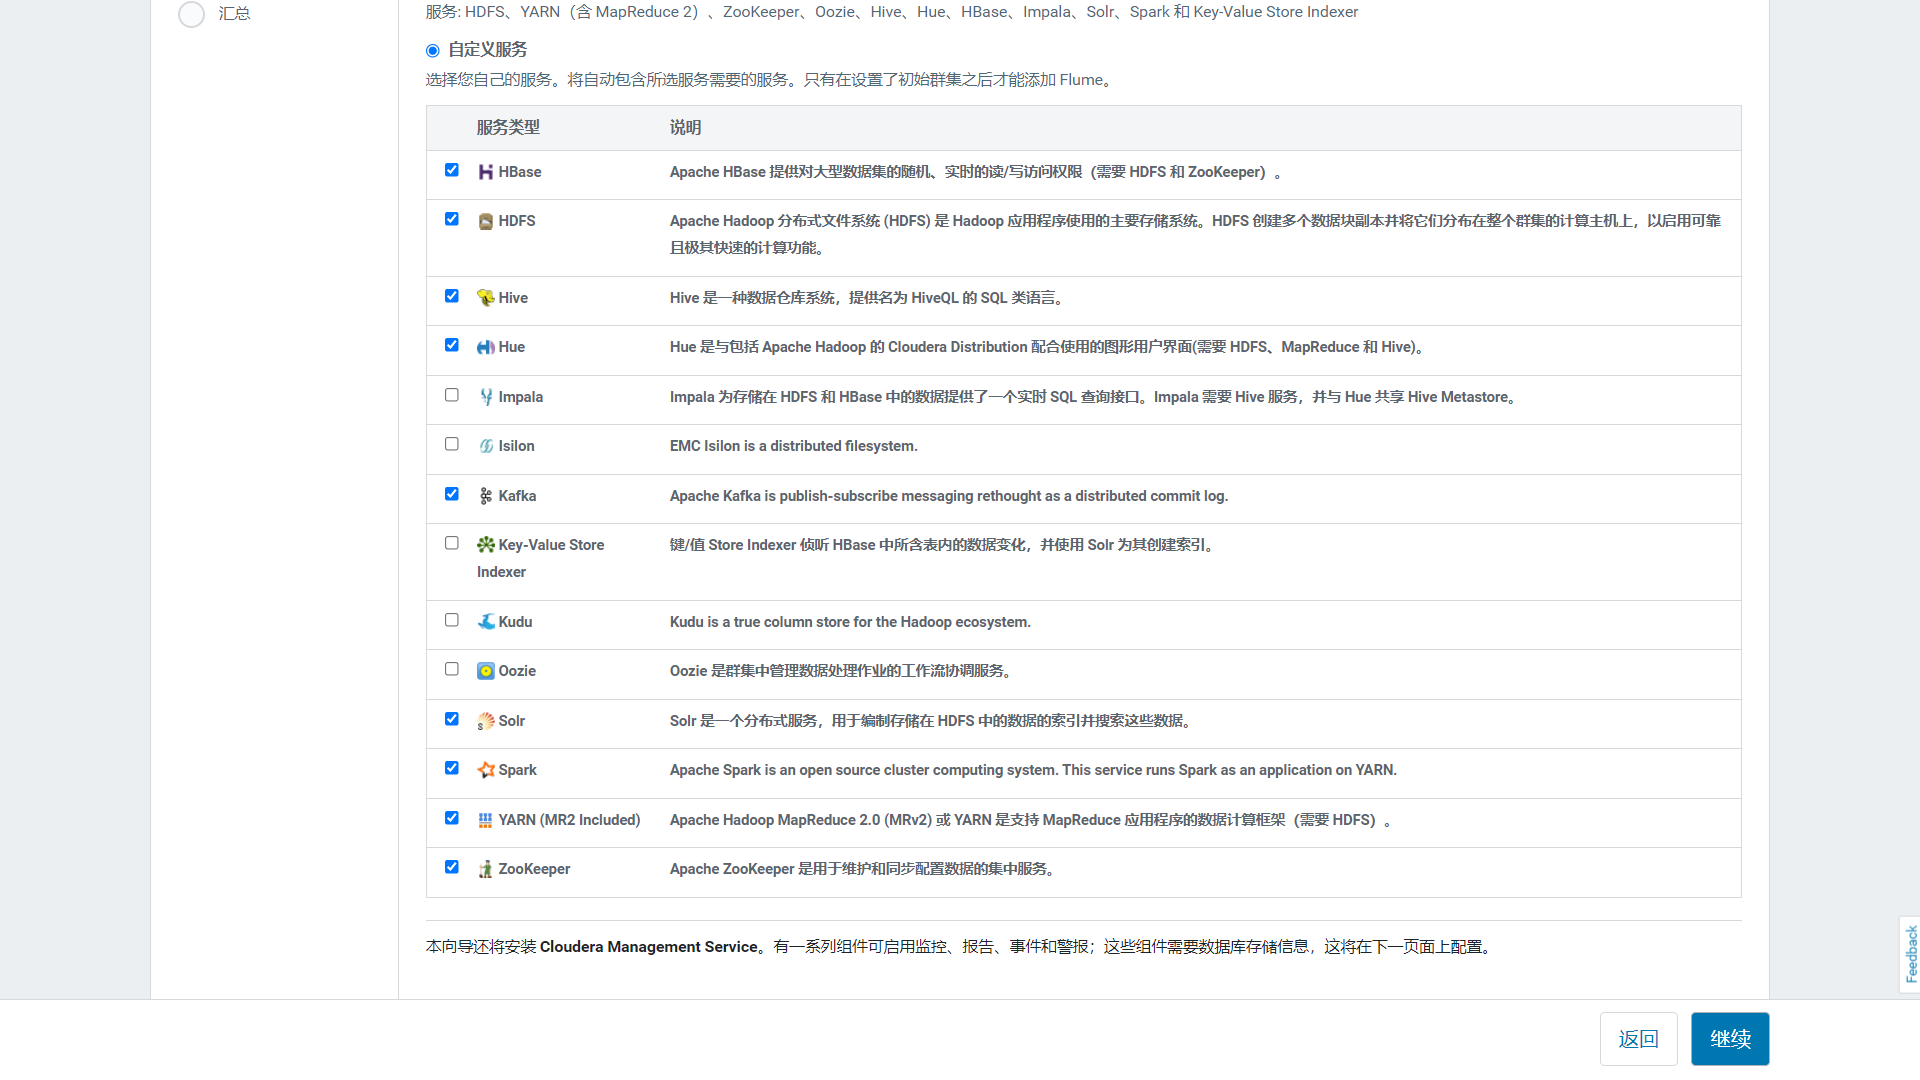 汇总
服务: HDFS、YARN（含 MapReduce 2）、ZooKeeper、Oozie、Hive、Hue、HBase、Impala、Solr、Spark 和 Key-Value Store Indexer
自定义服务
选择您自己的服务。将自动包含所选服务需要的服务。只有在设置了初始群集之后才能添加 Flume。
服务类型 说明
HBase Apache HBase 提供对大型数据集的随机、实时的读/写访问权限（需要 HDFS 和 ZooKeeper）。
HDFS Apache Hadoop 分布式文件系统 (HDFS) 是 Hadoop 应用程序使用的主要存储系统。HDFS 创建多个数据块副本并将它们分布在整个群集的计算主机上，以启用可靠
且极其快速的计算功能。
Hive Hive 是一种数据仓库系统，提供名为 HiveQL 的 SQL 类语言。
Hue Hue 是与包括 Apache Hadoop 的 Cloudera Distribution 配合使用的图形用户界面(需要 HDFS、MapReduce 和 Hive)。
Impala Impala 为存储在 HDFS 和 HBase 中的数据提供了一个实时 SQL 查询接口。Impala 需要 Hive 服务，并与 Hue 共享 Hive Metastore。
Isilon EMC Isilon is a distributed filesystem.
Kafka Apache Kafka is publish-subscribe messaging rethought as a distributed commit log.
Key-Value Store 键/值 Store Indexer 侦听 HBase 中所含表内的数据变化，并使用 Solr 为其创建索引。
Indexer
Kudu Kudu is a true column store for the Hadoop ecosystem.
Oozie Oozie 是群集中管理数据处理作业的工作流协调服务。
Solr Solr 是一个分布式服务，用于编制存储在 HDFS 中的数据的索引并搜索这些数据。
Spark Apache Spark is an open source cluster computing system. This service runs Spark as an application on YARN.
YARN (MR2 Included) Apache Hadoop MapReduce 2.0 (MRv2) 或 YARN 是支持 MapReduce 应用程序的数据计算框架（需要 HDFS）。
ZooKeeper Apache ZooKeeper 是用于维护和同步配置数据的集中服务。
本向导还将安装 Cloudera Management Service。有一系列组件可启用监控、报告、事件和警报；这些组件需要数据库存储信息，这将在下一页面上配置。
Feedback
返回 继续